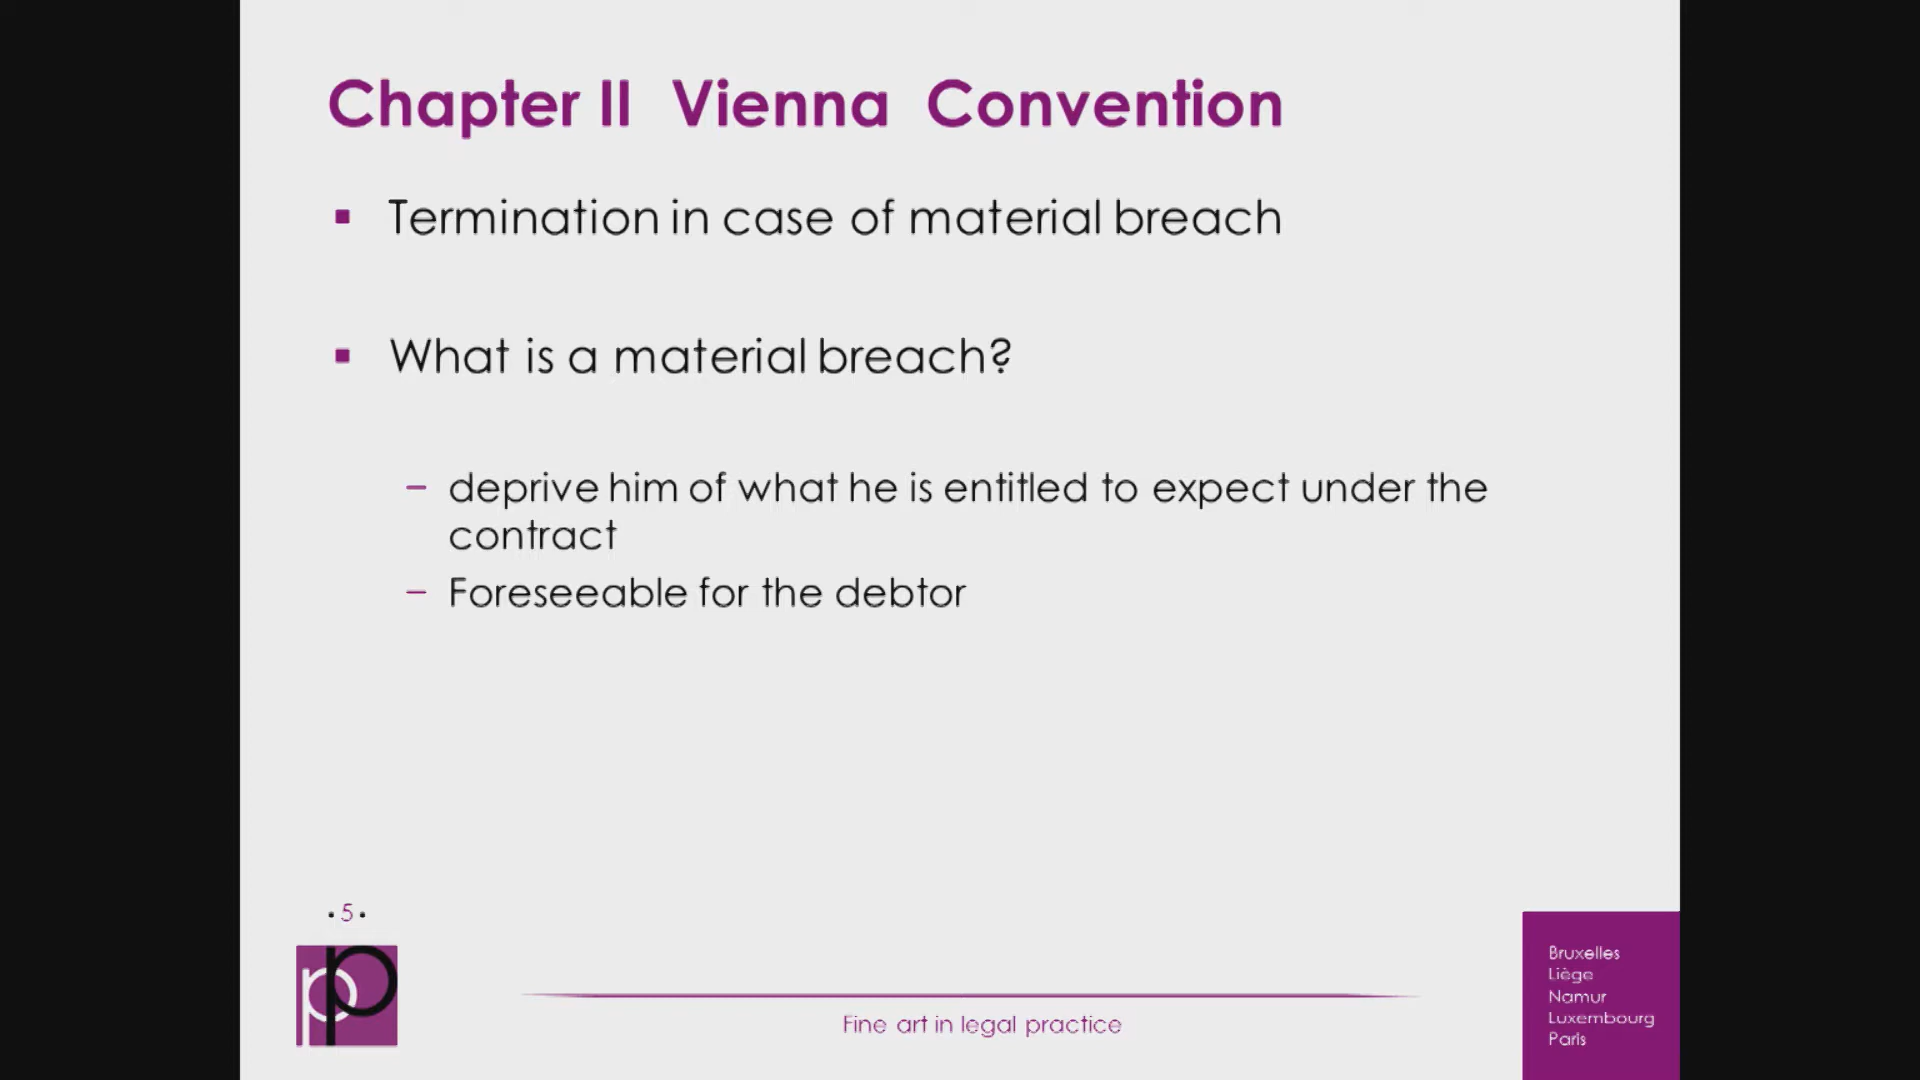 Chapter II Vienna Convention
▪ Termination in case of material breach
▪ What is a material breach?
– deprive him of what he is entitled to expect under the
contract
– Foreseeable for the debtor
• 5 •
pp
Fine art in legal practice
Bruxelles
Liège
Namur
Luxembourg
Paris